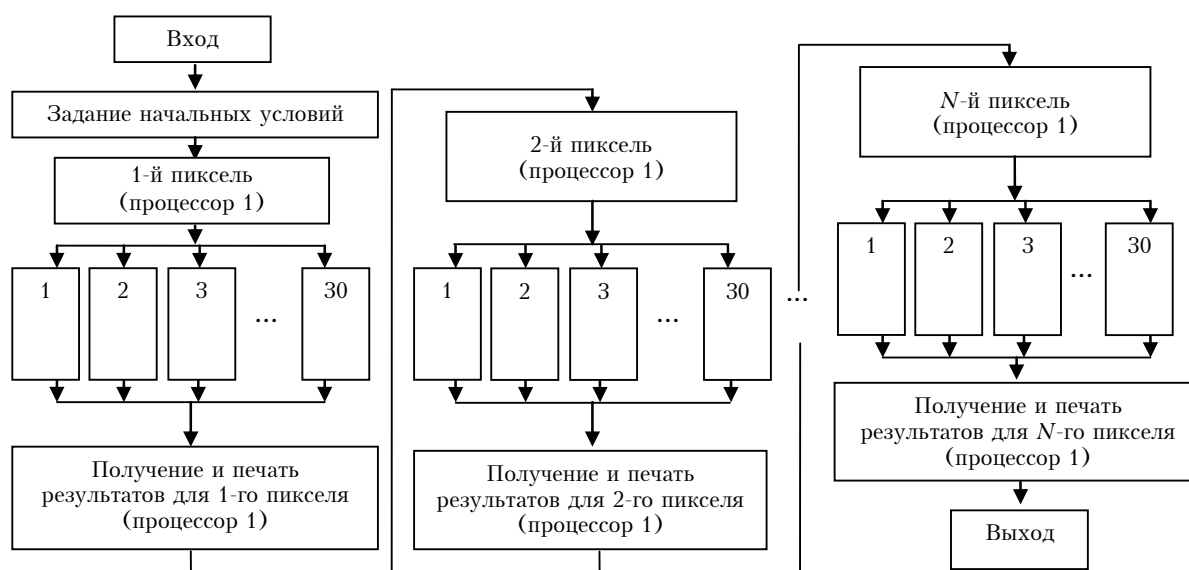 Вход
Задание начальных условий
1-й пиксель
(процессор 1)
1 2 3 ... 30
Получение и печать
результатов для 1-го пикселя
(процессор 1)
2-й пиксель
(процессор 1)
1 2 3 ... 30
Получение и печать
результатов для 2-го пикселя
(процессор 1)
...
N-й пиксель
(процессор 1)
1 2 3 ... 30
Получение и печать
результатов для N-го пикселя
(процессор 1)
Выход